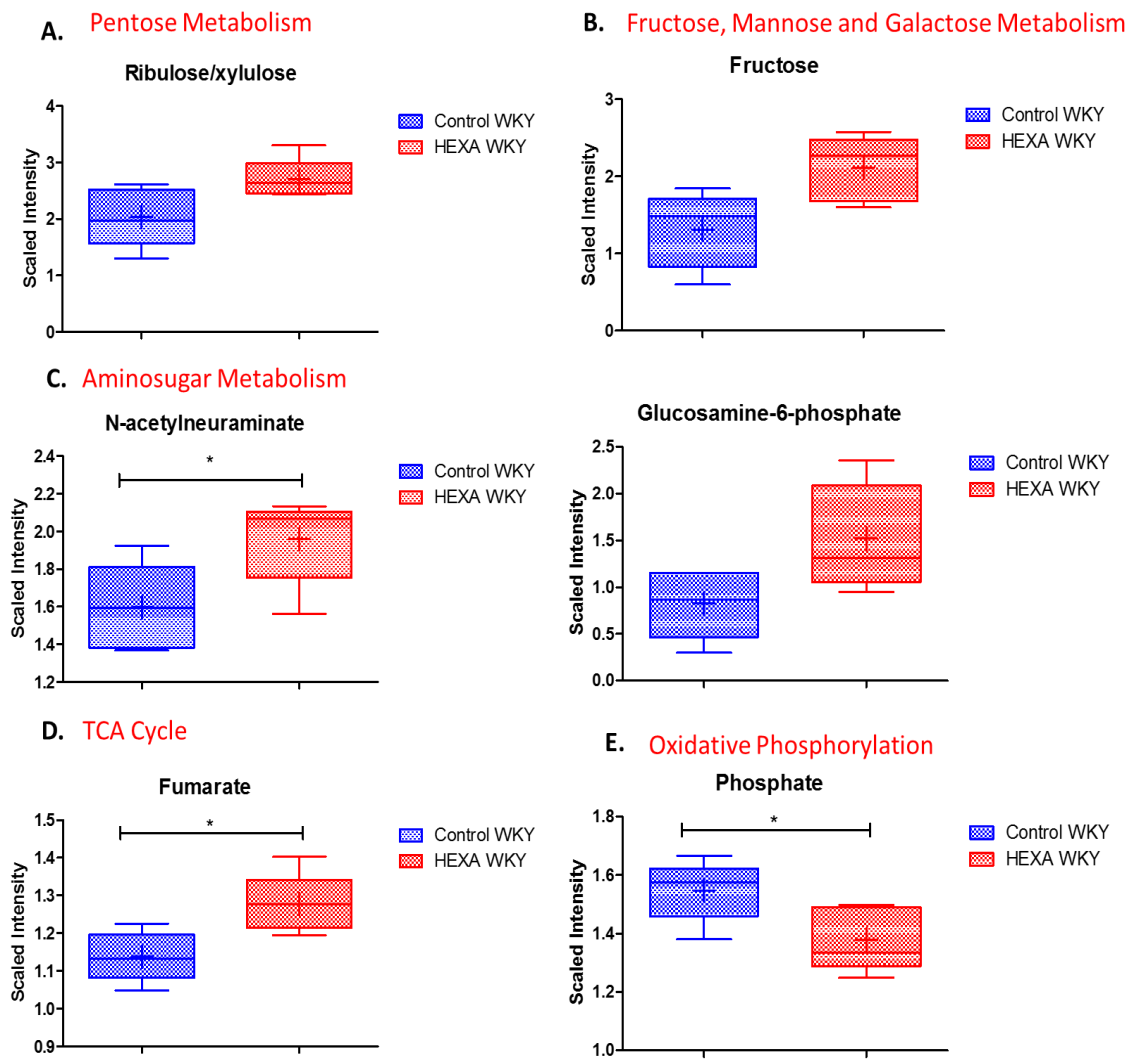 A. Pentose Metabolism
Ribulose/xylulose
Scaled Intensity
4
3
2
1
0
Control WKY
HEXA WKY
B. Fructose, Mannose and Galactose Metabolism
Fructose
Scaled Intensity
3
2
1
0
Control WKY
HEXA WKY
C. Aminosugar Metabolism
N-acetylneuraminate
Scaled Intensity
2.4
2.2
2.0
1.8
1.6
1.4
1.2
*
Control WKY
HEXA WKY
Glucosamine-6-phosphate
Scaled Intensity
2.5
2.0
1.5
1.0
0.5
0.0
Control WKY
HEXA WKY
D. TCA Cycle
Fumarate
Scaled Intensity
1.5
1.4
1.3
1.2
1.1
1.0
0.9
*
Control WKY
HEXA WKY
E. Oxidative Phosphorylation
Phosphate
Scaled Intensity
1.8
1.6
1.4
1.2
1.0
*
Control WKY
HEXA WKY